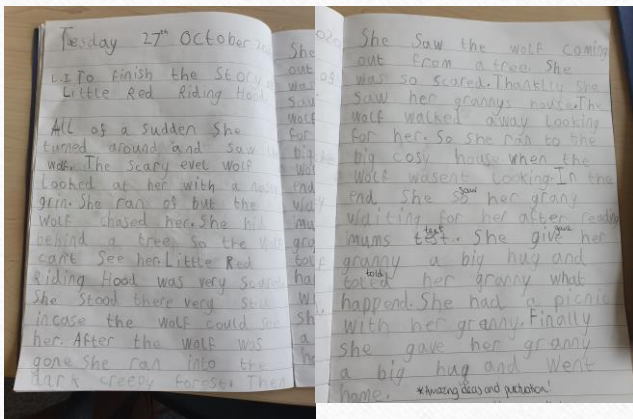 Tesday 27th October
L.I To finish the Story
Little Red Riding Hood.
All of a sudden She
turned around and saw
wolf. The scary evel wolf
looked at her with a
grin. She ran of but the
wolf chased her. She hid
behind a tree. So the wolf
can't see her. Little Red
Riding Hood was very scared.
She stood there very still
incase the wolf could see
her. After the wolf was
gone She ran into the
dark creepy forest. Then
She Saw the wolf coming
out from a tree. She
was so scared. Thankfly she
saw her grannys house. The
wolf walked away looking
for her. So she ran to the
big cosy house when the
wolf wasent looking. In the
end She so saw her grany
waiting for her after reading
mums text. She give gave her
granny a big hug and
told her granny what
happend. She had a picnic
with her granny. Finally
she gave her granny
a big hug and went
home. *Amazing ideas and puctuation!